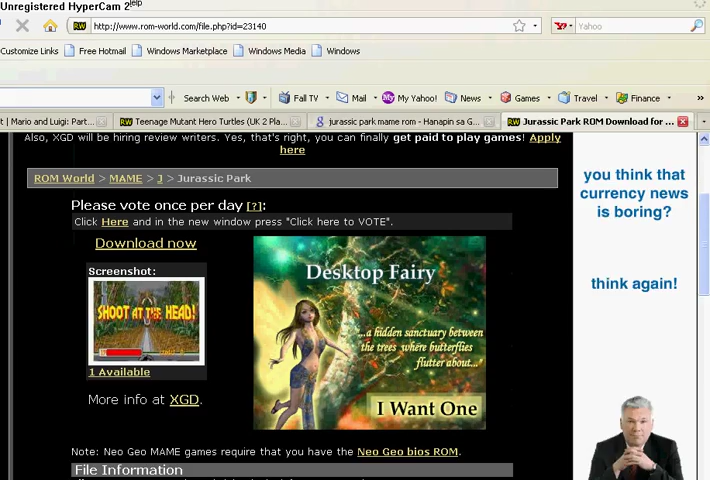 Unregistered HyperCam 2
elp
http://www.rom-world.com/file.php?id=23140
Y! Yahoo
Customize Links Free Hotmail Windows Marketplace Windows Media Windows
Search Web Fall TV Mail My Yahoo! News Games Travel Finance »
t | Mario and Luigi: Part... Teenage Mutant Hero Turtles (UK 2 Pla... jurassic park mame rom - Hanapin sa G... Jurassic Park ROM Download for ...
Also, XGD will be hiring review writers. Yes, that's right, you can finally get paid to play games! Apply
here
ROM World > MAME > J > Jurassic Park
Please vote once per day [?]:
Click Here and in the new window press "Click here to VOTE".
Download now
Screenshot:
SHOOT AT THE HEAD!
1 Available
More info at XGD.
Desktop Fairy
"...a hidden sanctuary between
the trees where butterflies
flutter about..."
I Want One
Note: Neo Geo MAME games require that you have the Neo Geo bios ROM.
File Information
you think that
currency news
is boring?
think again!